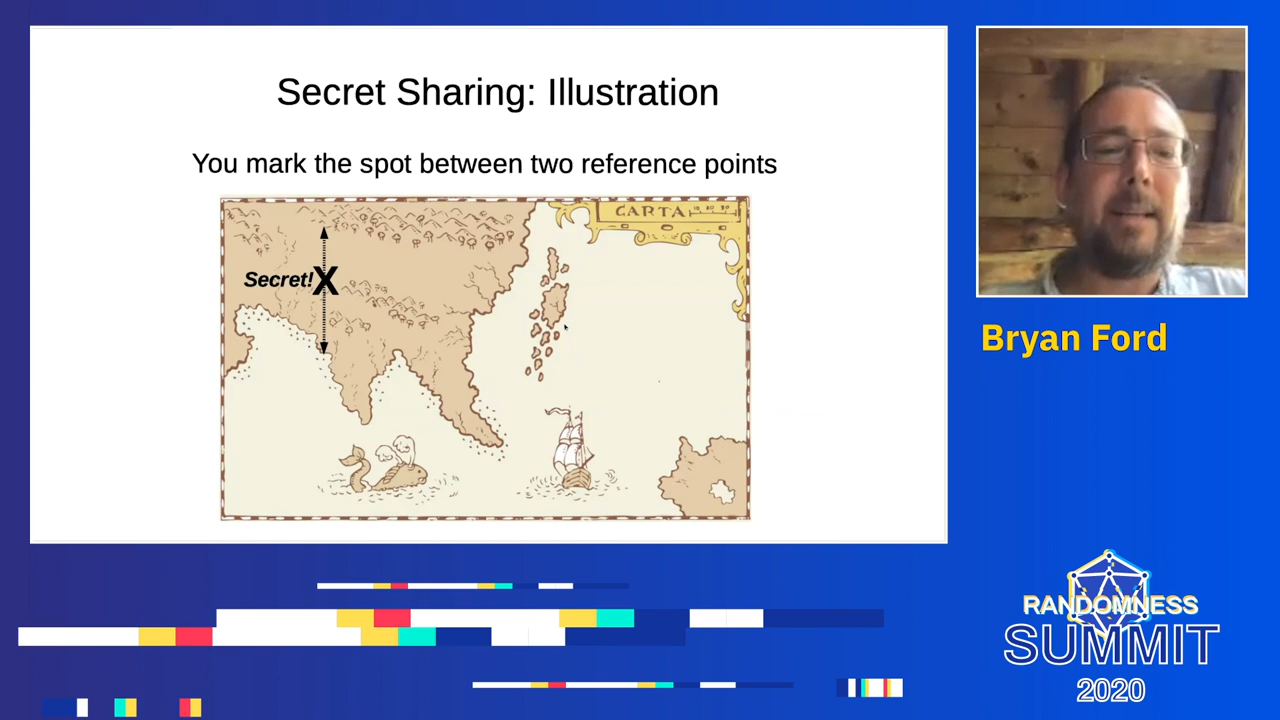 Secret Sharing: Illustration
You mark the spot between two reference points
CARTA
Secret!
X
Bryan Ford
RANDOMNESS
SUMMIT
2020